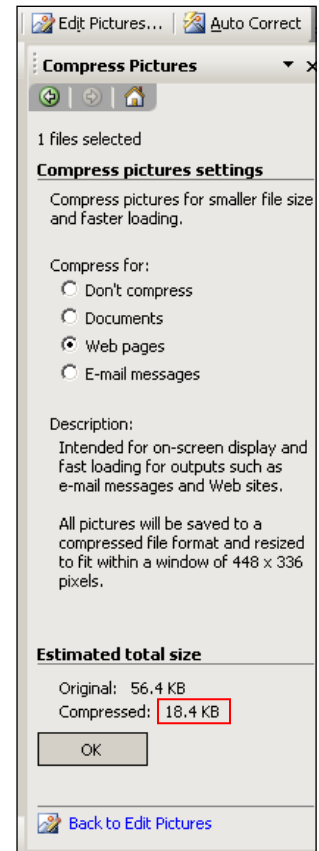 Edit Pictures... Auto Correct
Compress Pictures
1 files selected
Compress pictures settings
Compress pictures for smaller file size
and faster loading.
Compress for:
Don't compress
Documents
Web pages
E-mail messages
Description:
Intended for on-screen display and
fast loading for outputs such as
e-mail messages and Web sites.
All pictures will be saved to a
compressed file format and resized
to fit within a window of 448 x 336
pixels.
Estimated total size
Original: 56.4 KB
Compressed: 18.4 KB
OK
Back to Edit Pictures